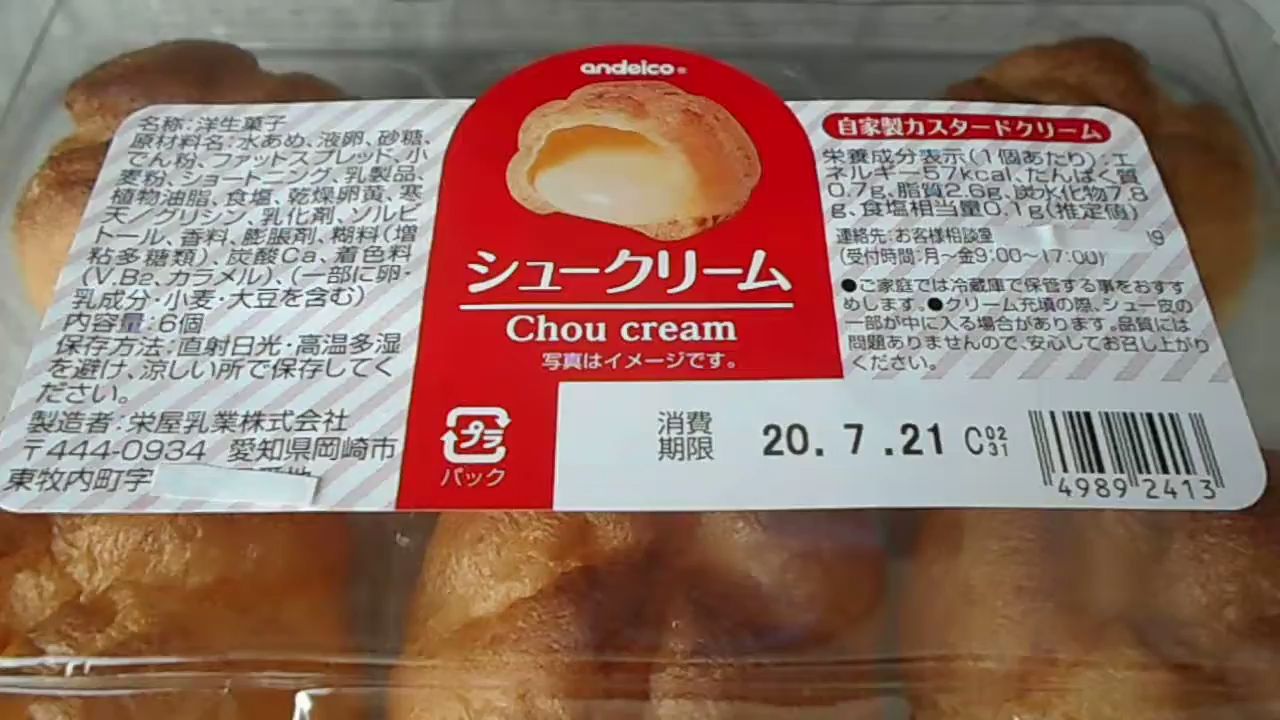 andelco
名称:洋生菓子
原材料名:水あめ、液卵、砂糖、
でん粉、ファットスプレッド、小
麦粉、ショートニング、乳製品、
植物油脂、食塩、乾燥卵黄、寒
天/グリシン、乳化剤、ソルビ
トール、香料、膨脹剤、糊料(増
粘多糖類)、炭酸Ca、着色料
(V.B2、カラメル)、(一部に卵・
乳成分・小麦・大豆を含む)
内容量:6個
保存方法:直射日光・高温多湿
を避け、涼しい所で保存してく
ださい。
製造者:栄屋乳業株式会社
〒444-0934 愛知県岡崎市
東牧内町字
シュークリーム
Chou cream
写真はイメージです。
プラ
パック
自家製カスタードクリーム
栄養成分表示(1個あたり):エ
ネルギー57kcal、たんぱく質
0.7g、脂質2.6g、炭水化物7.8
g、食塩相当量0.1g(推定値)
連絡先:お客様相談室
(受付時間:月~金9:00~17:00)
●ご家庭では冷蔵庫で保管する事をおすす
めします。●クリーム充填の際、シュー皮の
一部が中に入る場合があります。品質には
問題ありませんので、安心してお召し上がり
ください。
消費
期限
20. 7 .21 C02
31
4989 2413